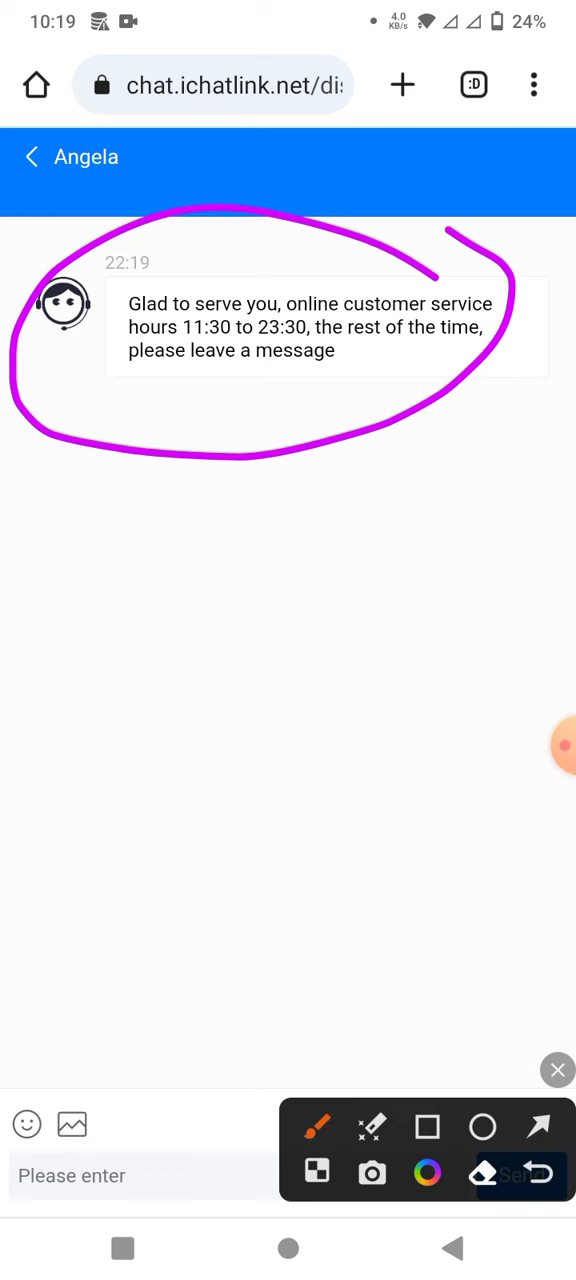 10:19 4.0 KB/s 24%
chat.ichatlink.net/di
:D
Angela
22:19
Glad to serve you, online customer service
hours 11:30 to 23:30, the rest of the time,
please leave a message
Please enter
Send